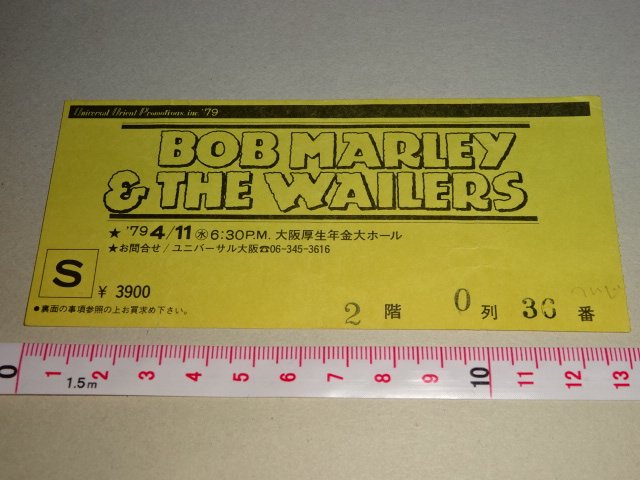 Universal Orient Promotions, inc. '79
BOB MARLEY
& THE WAILERS
★ '79 4/11 ㊌ 6:30P.M. 大阪厚生年金大ホール
★お問合せ/ユニバーサル大阪☎06-345-3616
S
¥ 3900
●裏面の事項参照の上お買求め下さい。
2 階 O 列 36 番
0 1 2 3 4 5 6 7 8 9 10 11 12 13
1.5m